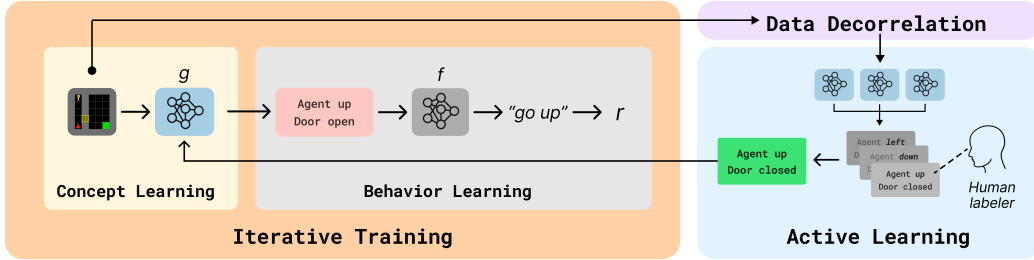 Data Decorrelation
g
f
Agent up
Door open
“go up”
r
Agent left
Agent down
Agent up
Door closed
Agent up
Door closed
Human
labeler
Concept Learning
Behavior Learning
Iterative Training
Active Learning